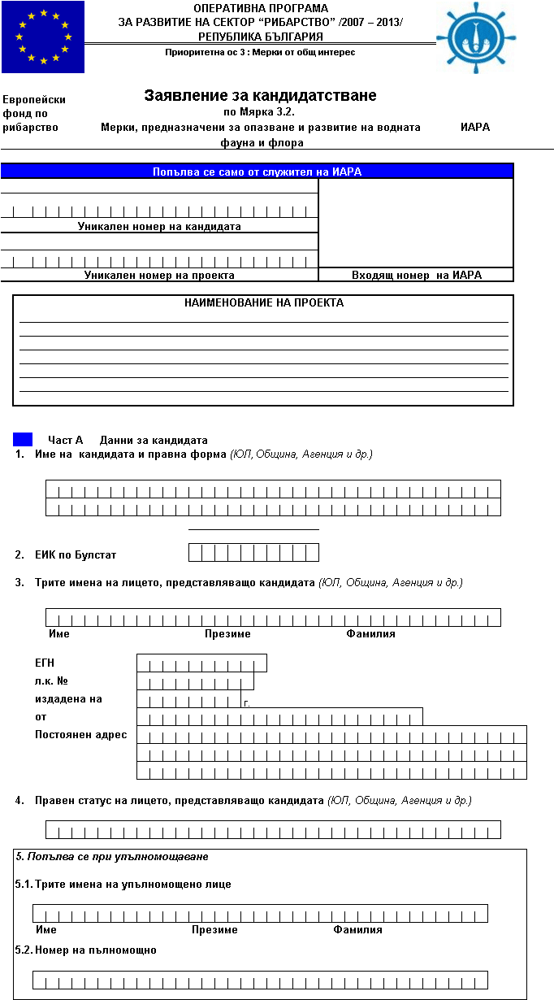 ОПЕРАТИВНА ПРОГРАМА
ЗА РАЗВИТИЕ НА СЕКТОР “РИБАРСТВО” /2007 – 2013/
РЕПУБЛИКА БЪЛГАРИЯ
Приоритетна ос 3 : Мерки от общ интерес
Европейски
фонд по
рибарство
Заявление за кандидатстване
по Мярка 3.2.
Мерки, предназначени за опазване и развитие на водната
фауна и флора
ИАРА
Попълва се само от служител на ИАРА
Уникален номер на кандидата
Уникален номер на проекта
Входящ номер на ИАРА
НАИМЕНОВАНИЕ НА ПРОЕКТА
Част А Данни за кандидата
1. Име на кандидата и правна форма (ЮЛ, Община, Агенция и др.)
2. ЕИК по Булстат
3. Трите имена на лицето, представляващо кандидата (ЮЛ, Община, Агенция и др.)
Име Презиме Фамилия
ЕГН
л.к. №
издадена на г.
от
Постоянен адрес
4. Правен статус на лицето, представляващо кандидата (ЮЛ, Община, Агенция и др.)
5. Попълва се при упълномощаване
5.1. Трите имена на упълномощено лице
Име Презиме Фамилия
5.2. Номер на пълномощно